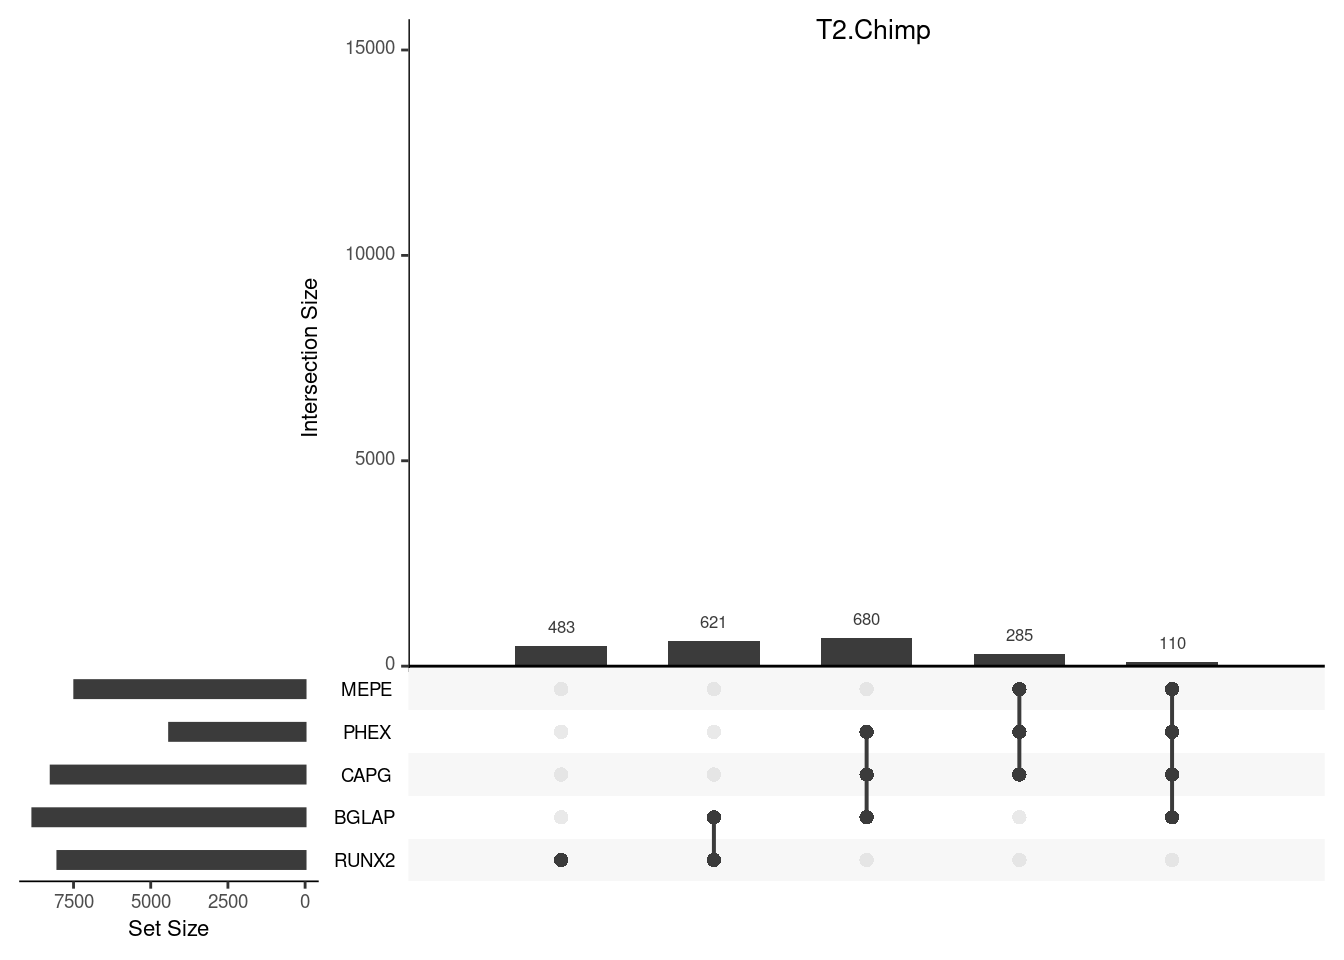 T2.Chimp
15000
10000
5000
0
Intersection Size
483
621
680
285
110
MEPE
PHEX
CAPG
BGLAP
RUNX2
7500 5000 2500 0
Set Size